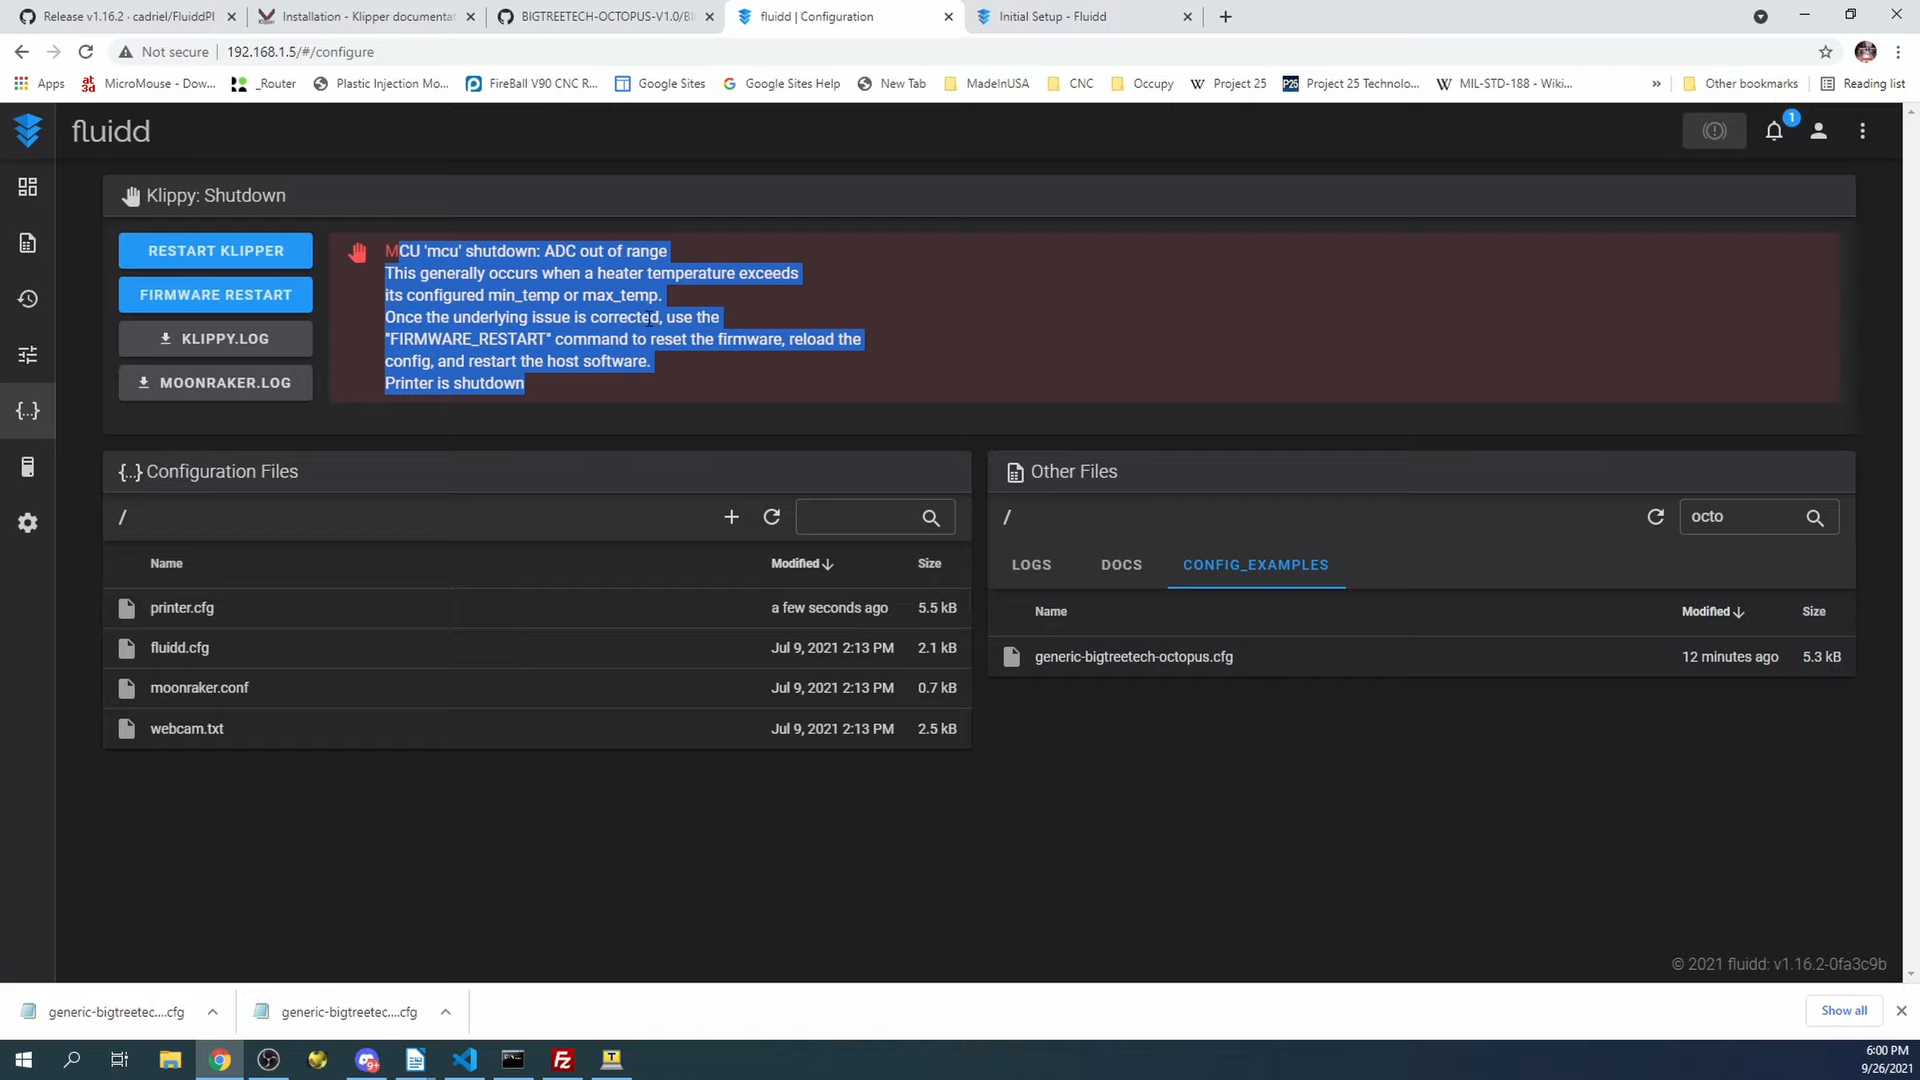 Release v1.16.2 · cadriel/FluiddPI
Installation - Klipper documentat
BIGTREETECH-OCTOPUS-V1.0/BI
fluidd | Configuration
Initial Setup - Fluidd
Not secure
192.168.1.5/#/configure
Apps
MicroMouse - Dow...
_Router
Plastic Injection Mo...
FireBall V90 CNC R...
Google Sites
Google Sites Help
New Tab
MadeInUSA
CNC
Occupy
Project 25
Project 25 Technolo...
MIL-STD-188 - Wiki...
»
Other bookmarks
Reading list
fluidd
1
Klippy: Shutdown
RESTART KLIPPER
FIRMWARE RESTART
KLIPPY.LOG
MOONRAKER.LOG
MCU 'mcu' shutdown: ADC out of range
This generally occurs when a heater temperature exceeds
its configured min_temp or max_temp.
Once the underlying issue is corrected, use the
"FIRMWARE_RESTART" command to reset the firmware, reload the
config, and restart the host software.
Printer is shutdown
{...} Configuration Files
/
Name Modified Size
printer.cfg a few seconds ago 5.5 kB
fluidd.cfg Jul 9, 2021 2:13 PM 2.1 kB
moonraker.conf Jul 9, 2021 2:13 PM 0.7 kB
webcam.txt Jul 9, 2021 2:13 PM 2.5 kB
Other Files
/
octo
LOGS DOCS CONFIG_EXAMPLES
Name Modified Size
generic-bigtreetech-octopus.cfg 12 minutes ago 5.3 kB
© 2021 fluidd: v1.16.2-0fa3c9b
generic-bigtreetec....cfg
generic-bigtreetec....cfg
Show all
9+
6:00 PM
9/26/2021